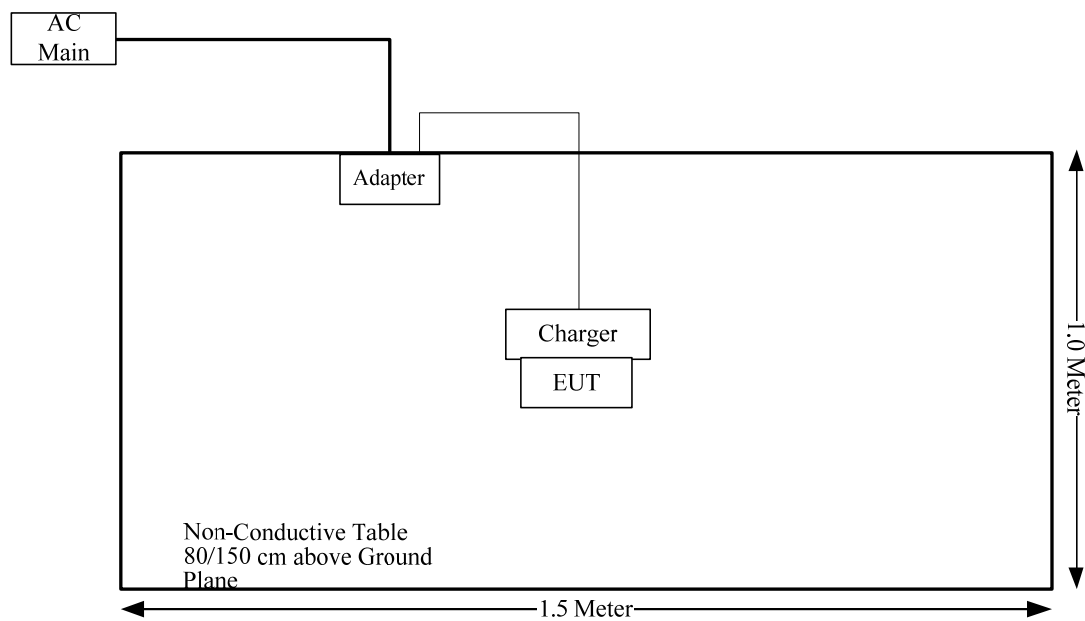 AC
Main
Adapter
Charger
EUT
1.0 Meter
Non-Conductive Table
80/150 cm above Ground
Plane
1.5 Meter